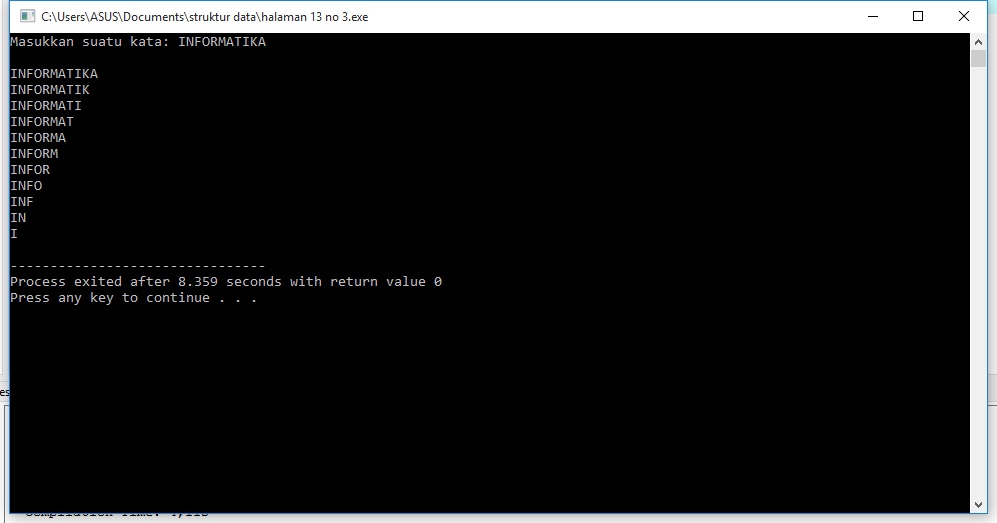 C:\Users\ASUS\Documents\struktur data\halaman 13 no 3.exe
Masukkan suatu kata: INFORMATIKA
INFORMATIKA
INFORMATIK
INFORMATI
INFORMAT
INFORMA
INFORM
INFOR
INFO
INF
IN
I
--------------------------------
Process exited after 8.359 seconds with return value 0
Press any key to continue . . .
es